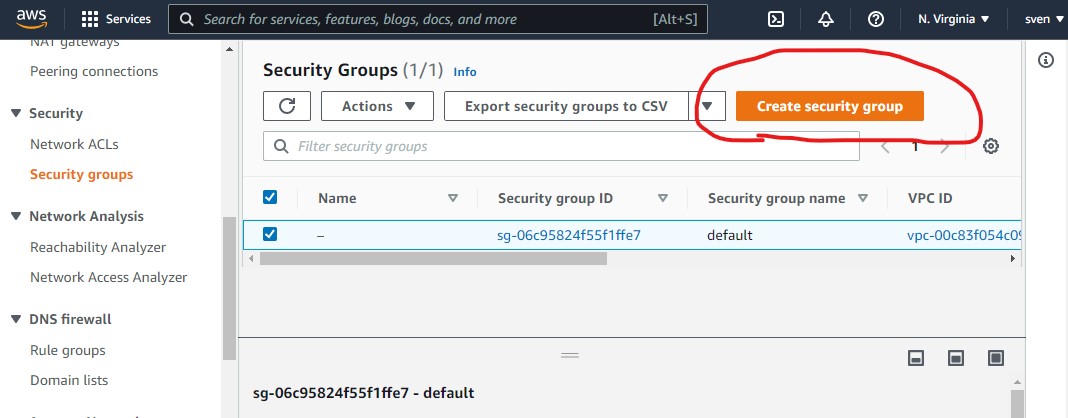 aws
Services
Search for services, features, blogs, docs, and more
[Alt+S]
N. Virginia
sven
NAT gateways
Peering connections
Security
Network ACLs
Security groups
Network Analysis
Reachability Analyzer
Network Access Analyzer
DNS firewall
Rule groups
Domain lists
Security Groups (1/1) Info
Actions
Export security groups to CSV
Create security group
Filter security groups
1
Name
Security group ID
Security group name
VPC ID
–
sg-06c95824f55f1ffe7
default
vpc-00c83f054c09
sg-06c95824f55f1ffe7 - default